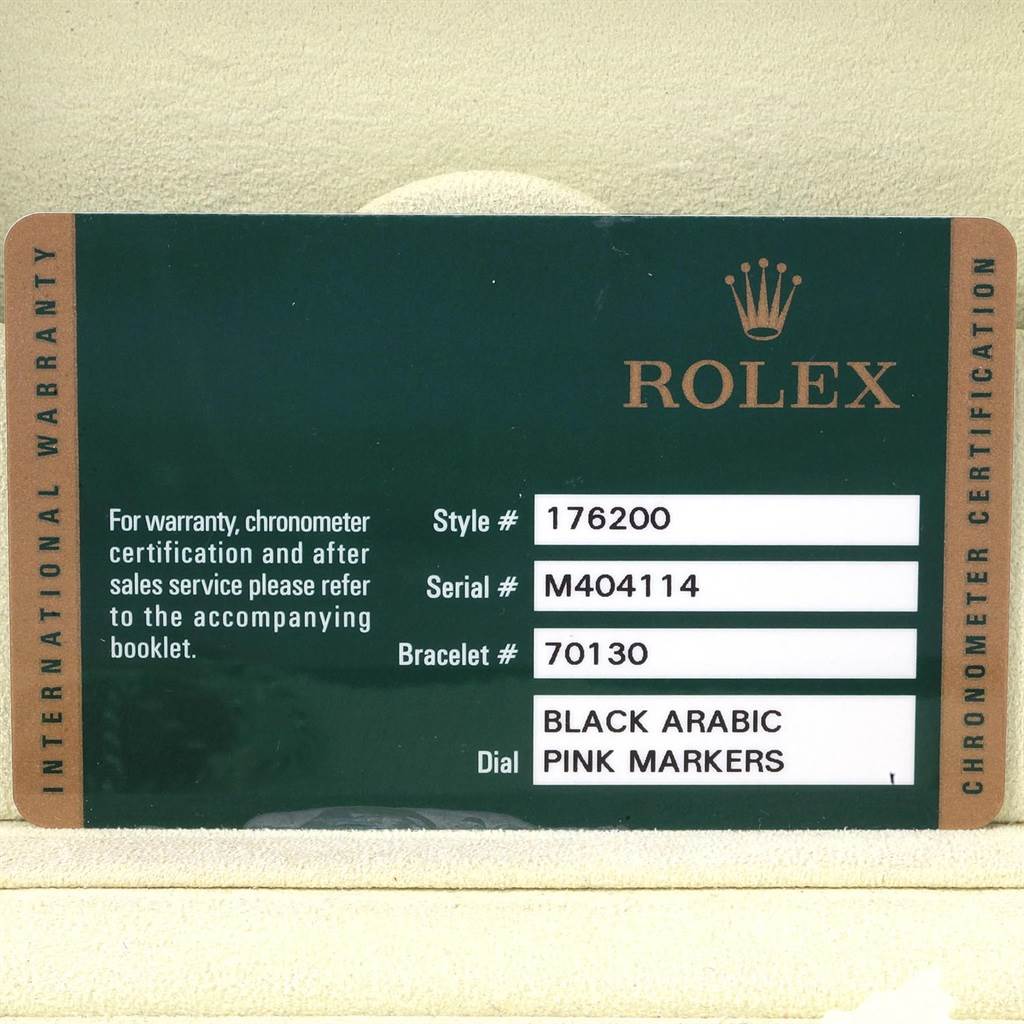 INTERNATIONAL WARRANTY
ROLEX
For warranty, chronometer
certification and after
sales service please refer
to the accompanying
booklet.
Style # 176200
Serial # M404114
Bracelet # 70130
Dial BLACK ARABIC
PINK MARKERS
CHRONOMETER CERTIFICATION